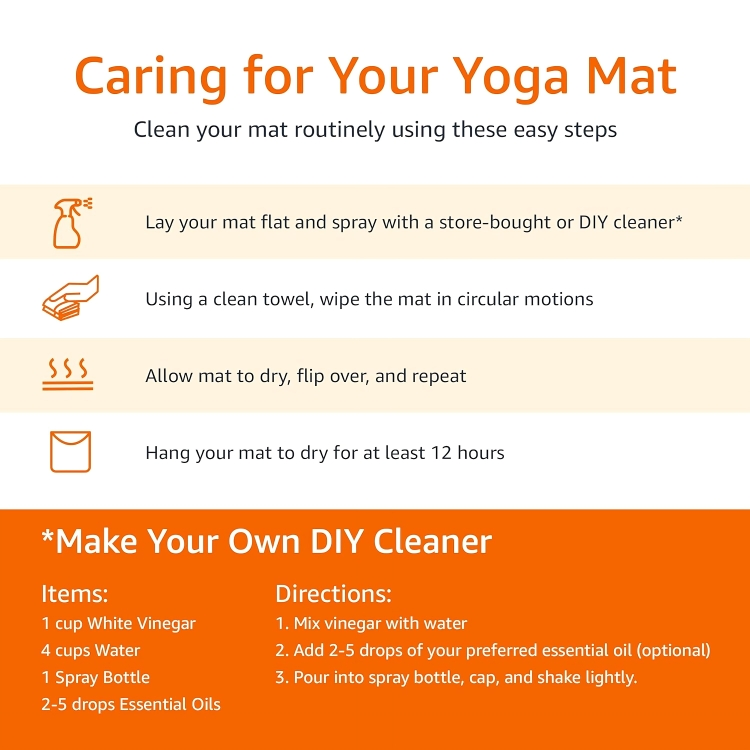 Caring for Your Yoga Mat
Clean your mat routinely using these easy steps
Lay your mat flat and spray with a store-bought or DIY cleaner*
Using a clean towel, wipe the mat in circular motions
Allow mat to dry, flip over, and repeat
Hang your mat to dry for at least 12 hours
*Make Your Own DIY Cleaner
Items:
1 cup White Vinegar
4 cups Water
1 Spray Bottle
2-5 drops Essential Oils
Directions:
1. Mix vinegar with water
2. Add 2-5 drops of your preferred essential oil (optional)
3. Pour into spray bottle, cap, and shake lightly.